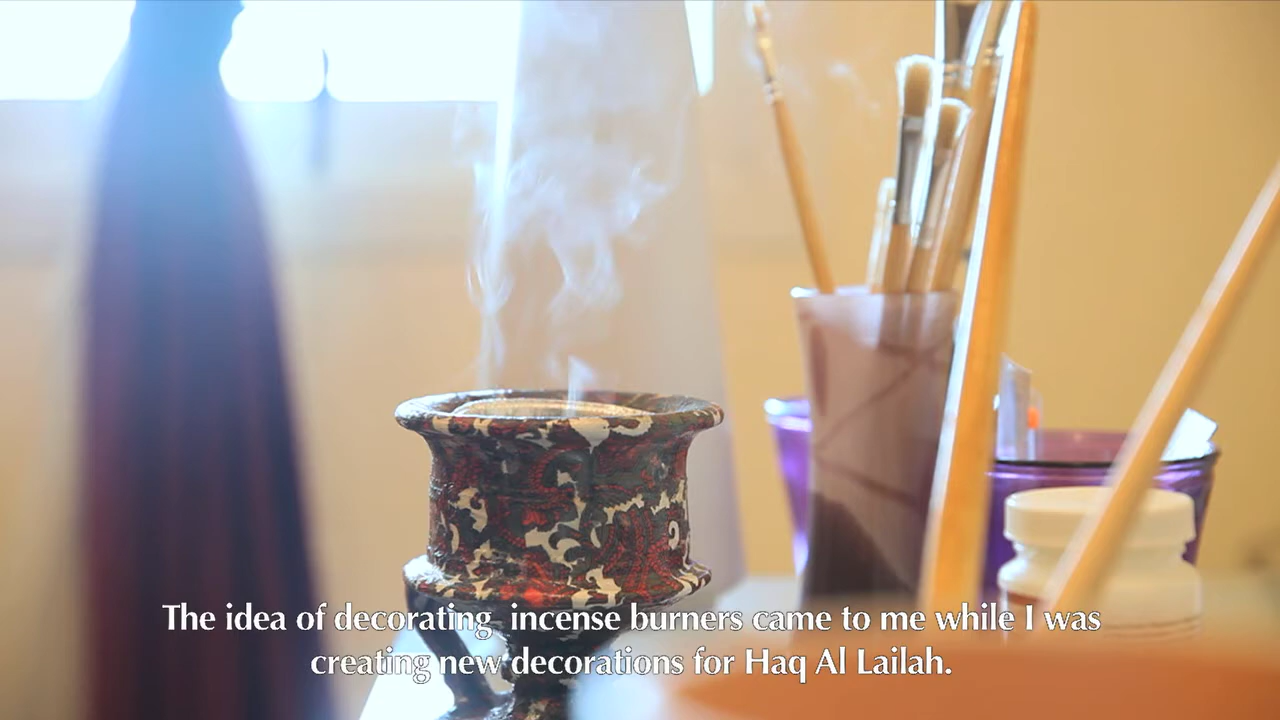 The idea of decorating  incense burners came to me while I was
creating new decorations for Haq Al Lailah.